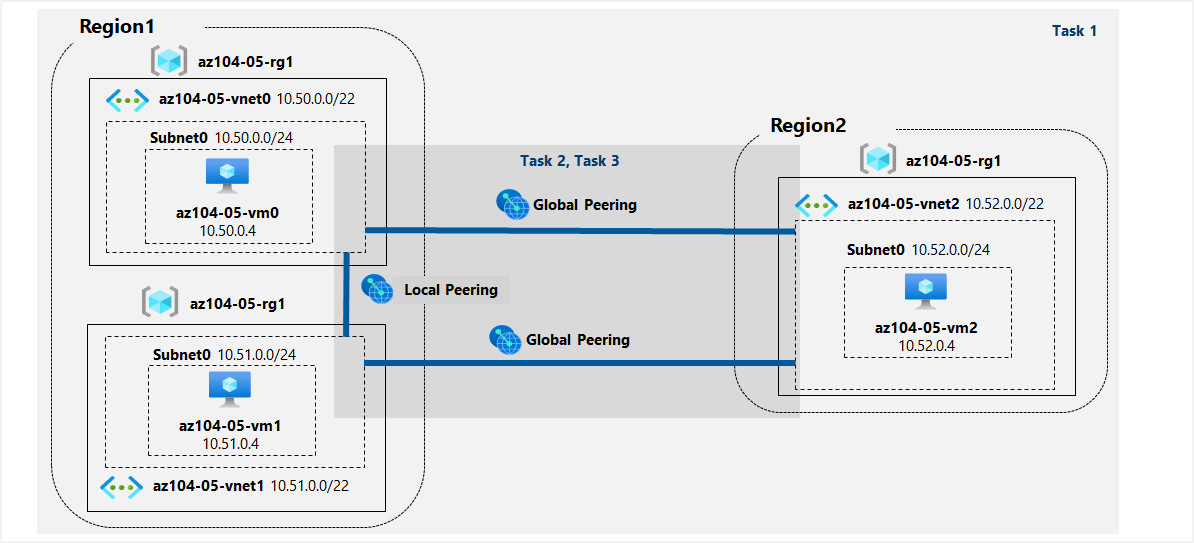 Region1
Task 1
az104-05-rg1
az104-05-vnet0 10.50.0.0/22
Subnet0 10.50.0.0/24
az104-05-vm0
10.50.0.4
Task 2, Task 3
Global Peering
Region2
az104-05-rg1
az104-05-vnet2 10.52.0.0/22
Subnet0 10.52.0.0/24
az104-05-vm2
10.52.0.4
Local Peering
az104-05-rg1
Global Peering
Subnet0 10.51.0.0/24
az104-05-vm1
10.51.0.4
az104-05-vnet1 10.51.0.0/22